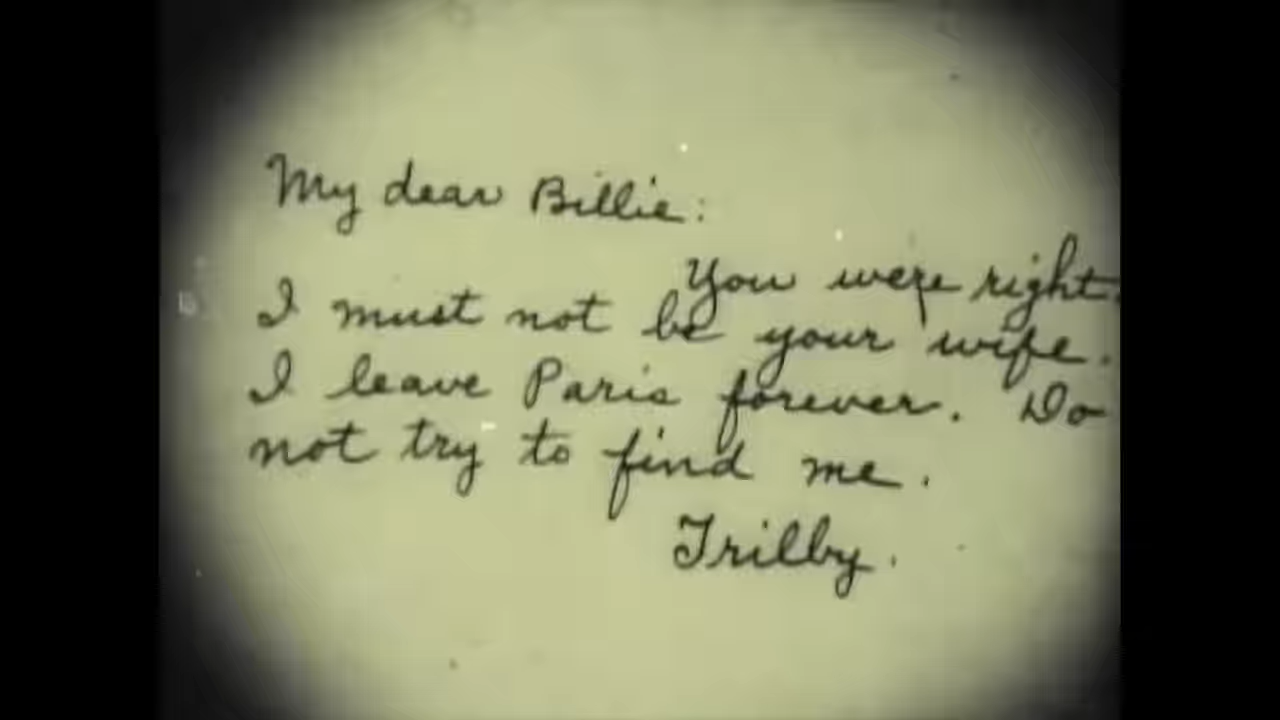 My dear Billie:
You were right.
I must not be your wife.
I leave Paris forever. Do
not try to find me.
Trilby.